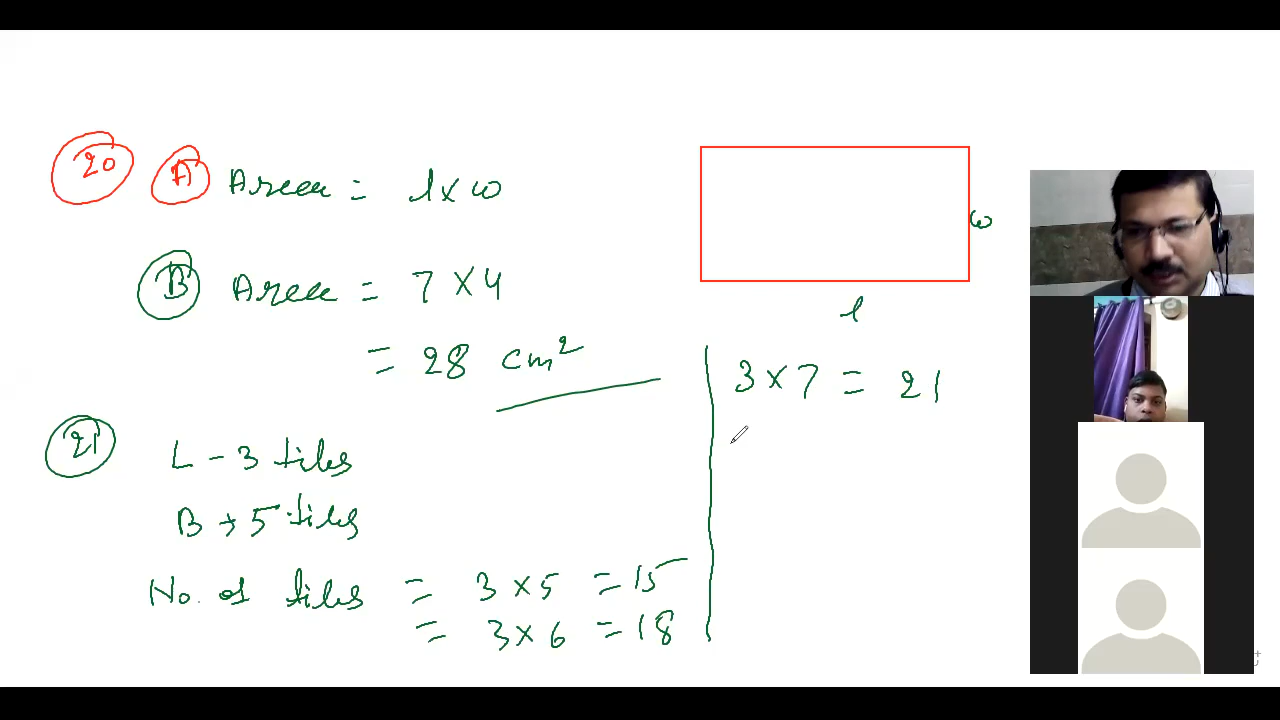 20 A Area = l x w
w
B Area = 7 x 4
l
= 28 cm²
3 x 7 = 21
21 L - 3 tiles
B → 5 tiles
No. of tiles = 3 x 5 = 15
= 3 x 6 = 18